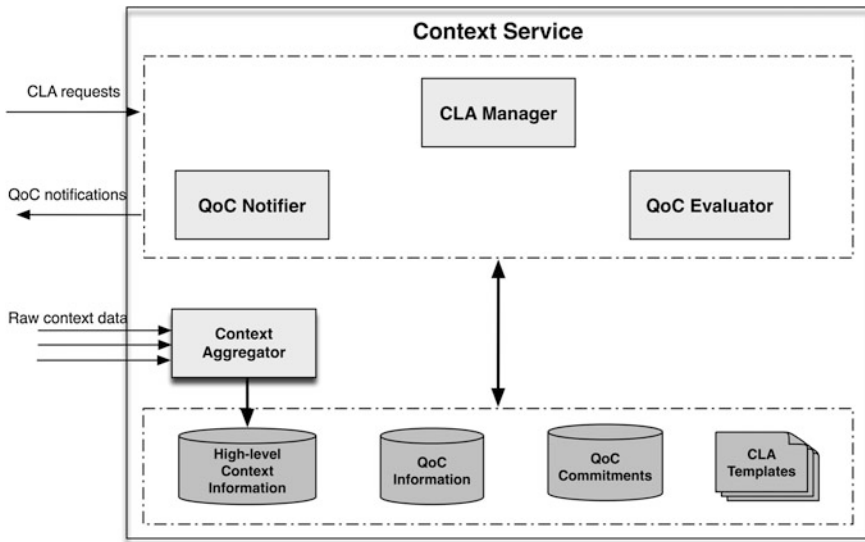 Context Service
CLA requests
CLA Manager
QoC notifications
QoC Notifier
QoC Evaluator
Raw context data
Context
Aggregator
High-level
Context
Information
QoC
Information
QoC
Commitments
CLA
Templates